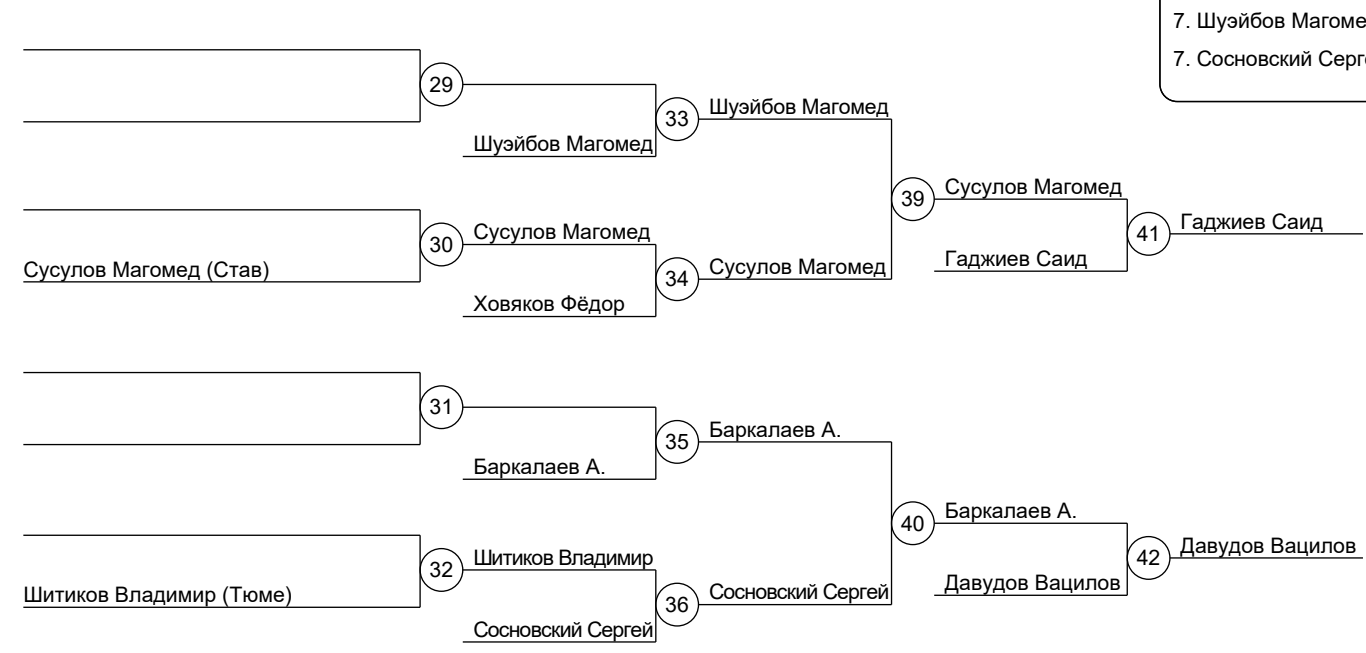 7. Шуэйбов Магоме
7. Сосновский Серг
29
Шуэйбов Магомед
33
Шуэйбов Магомед
39
Сусулов Магомед
41
Гаджиев Саид
Гаджиев Саид
30
Сусулов Магомед
Сусулов Магомед (Став)
34
Сусулов Магомед
Ховяков Фёдор
31
35
Баркалаев А.
Баркалаев А.
40
Баркалаев А.
42
Давудов Вацилов
Давудов Вацилов
32
Шитиков Владимир
Шитиков Владимир (Тюме)
36
Сосновский Сергей
Сосновский Сергей